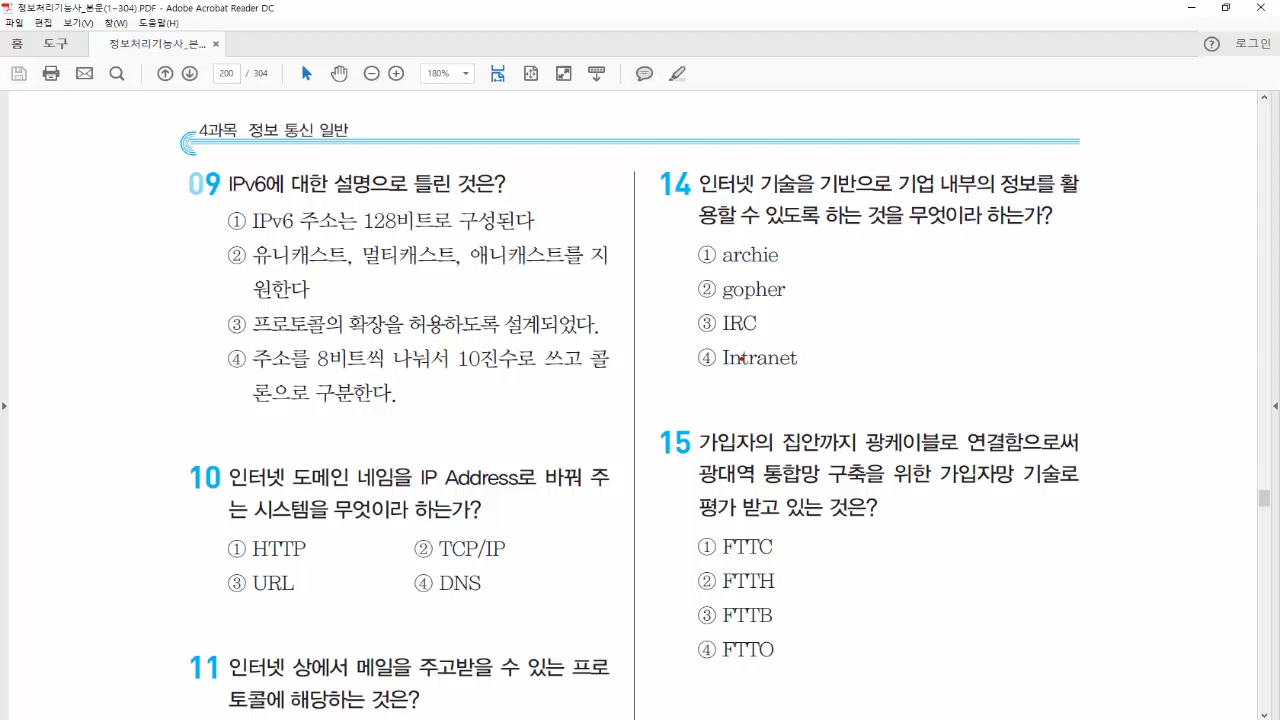 정보처리기능사_본문(1~304).PDF - Adobe Acrobat Reader DC
파일 편집 보기(V) 창(W) 도움말(H)
홈 도구 정보처리기능사_본... × 로그인
200 / 304 180%
4과목 정보 통신 일반
09 IPv6에 대한 설명으로 틀린 것은?
① IPv6 주소는 128비트로 구성된다
② 유니캐스트, 멀티캐스트, 애니캐스트를 지
원한다
③ 프로토콜의 확장을 허용하도록 설계되었다.
④ 주소를 8비트씩 나눠서 10진수로 쓰고 콜
론으로 구분한다.
10 인터넷 도메인 네임을 IP Address로 바꿔 주
는 시스템을 무엇이라 하는가?
① HTTP ② TCP/IP
③ URL ④ DNS
11 인터넷 상에서 메일을 주고받을 수 있는 프로
토콜에 해당하는 것은?
14 인터넷 기술을 기반으로 기업 내부의 정보를 활
용할 수 있도록 하는 것을 무엇이라 하는가?
① archie
② gopher
③ IRC
④ Intranet
15 가입자의 집안까지 광케이블로 연결함으로써
광대역 통합망 구축을 위한 가입자망 기술로
평가 받고 있는 것은?
① FTTC
② FTTH
③ FTTB
④ FTTO